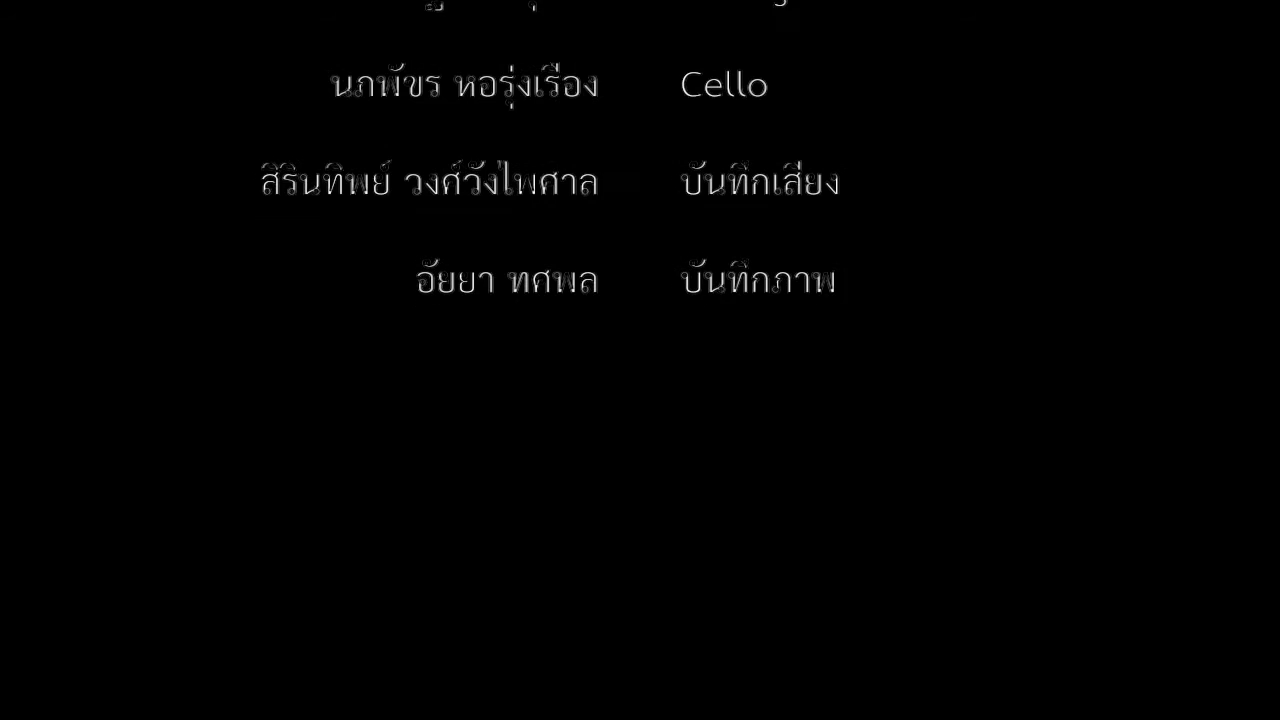 นภพัชร หอรุ่งเรือง Cello
สิรินทิพย์ วงศ์วังไพศาล บันทึกเสียง
อัยยา ทศพล บันทึกภาพ